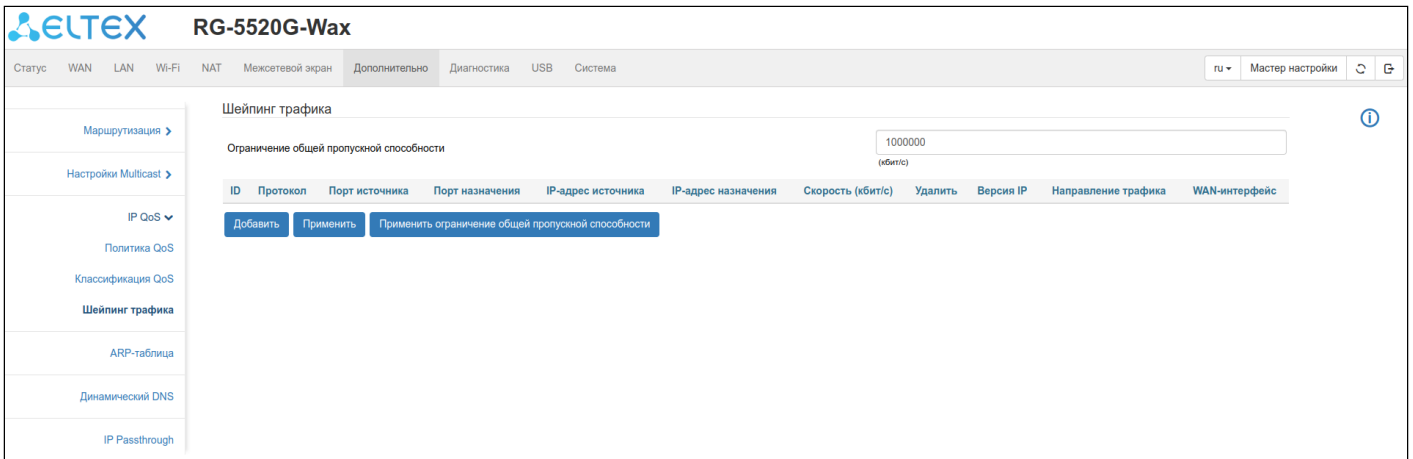 ELTEX RG-5520G-Wax
Статус WAN LAN Wi-Fi NAT Межсетевой экран Дополнительно Диагностика USB Система ru Мастер настройки
Шейпинг трафика
Маршрутизация
Ограничение общей пропускной способности 1000000
(кбит/с)
Настройки Multicast
ID Протокол Порт источника Порт назначения IP-адрес источника IP-адрес назначения Скорость (кбит/с) Удалить Версия IP Направление трафика WAN-интерфейс
IP QoS
Добавить Применить Применить ограничение общей пропускной способности
Политика QoS
Классификация QoS
Шейпинг трафика
ARP-таблица
Динамический DNS
IP Passthrough